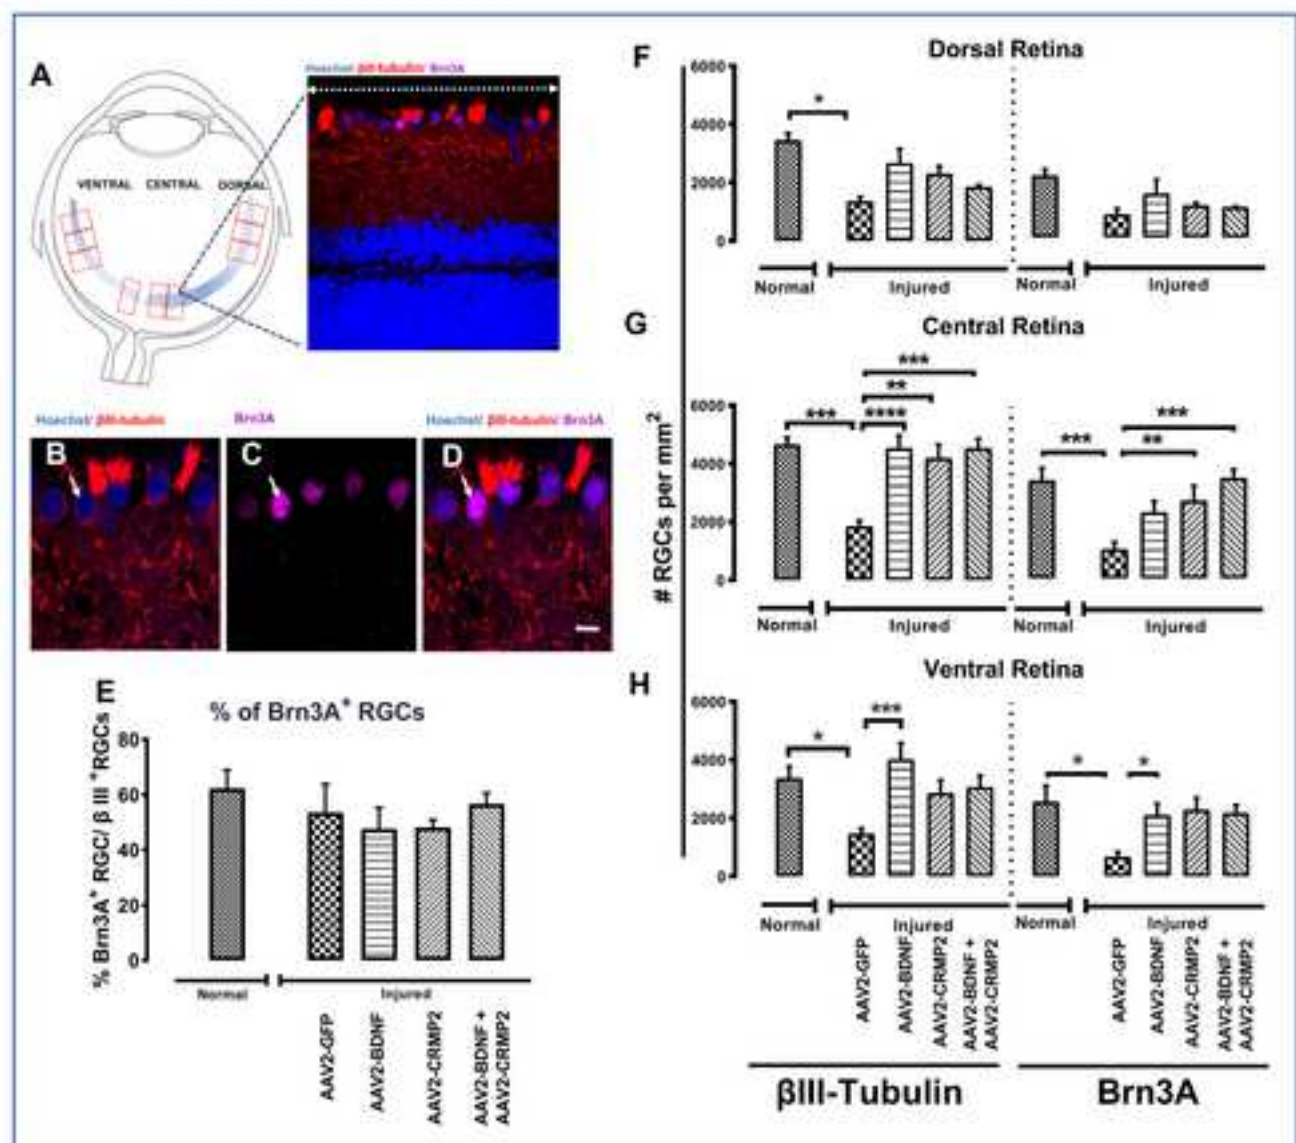 A
Hoechst/ βIII-tubulin/ Brn3A
VENTRAL CENTRAL DORSAL
Hoechst/ βIII-tubulin
Brn3A
Hoechst/ βIII-tubulin/ Brn3A
B
C
D
E
% of Brn3A+ RGCs
% Brn3A+ RGC/ β III +RGCs
80
60
40
20
0
Normal
Injured
AAV2-GFP
AAV2-BDNF
AAV2-CRMP2
AAV2-BDNF +
AAV2-CRMP2
# RGCs per mm2
F
Dorsal Retina
6000
4000
2000
0
*
Normal
Injured
Normal
Injured
G
Central Retina
6000
4000
2000
0
***
**
*** ****
***
***
**
Normal
Injured
Normal
Injured
H
Ventral Retina
6000
4000
2000
0
*
***
*
*
Normal
Injured
Normal
Injured
AAV2-GFP
AAV2-BDNF
AAV2-CRMP2
AAV2-BDNF +
AAV2-CRMP2
AAV2-GFP
AAV2-BDNF
AAV2-CRMP2
AAV2-BDNF +
AAV2-CRMP2
βIII-Tubulin
Brn3A